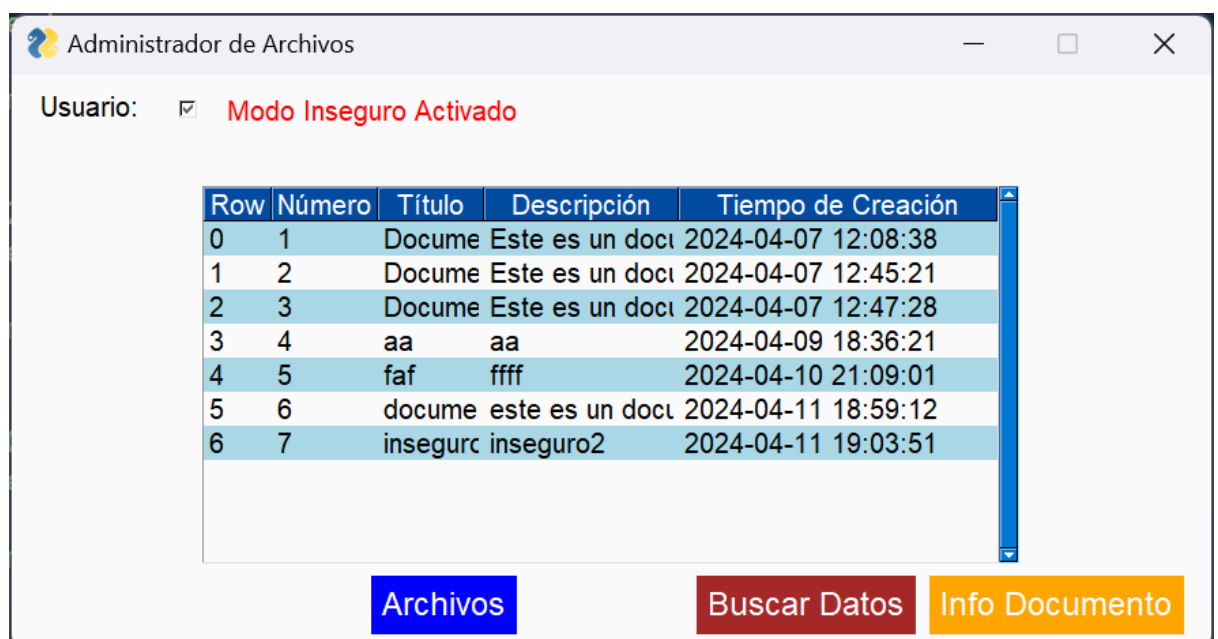 Administrador de Archivos
Usuario: Modo Inseguro Activado
Row Número Título Descripción Tiempo de Creación
0 1 Docume Este es un docu 2024-04-07 12:08:38
1 2 Docume Este es un docu 2024-04-07 12:45:21
2 3 Docume Este es un docu 2024-04-07 12:47:28
3 4 aa aa 2024-04-09 18:36:21
4 5 faf ffff 2024-04-10 21:09:01
5 6 docume este es un docu 2024-04-11 18:59:12
6 7 inseguro inseguro2 2024-04-11 19:03:51
Archivos Buscar Datos Info Documento